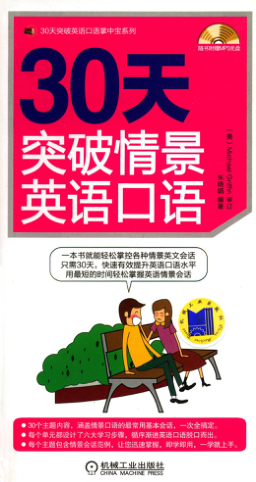 30天突破英语口语掌中宝系列
随书附赠MP3光盘
30天
突破情景
英语口语
（美）Michael Griffin 审订
编著
一本书就能轻松掌控各种情景英文会话
只需30天，快速有效提升英语口语水平
用最短的时间轻松掌握英语情景会话
●30个主题内容，涵盖情景口语的最常用基本会话，一次全搞定。
●每个单元都设计了六大学习步骤，循序渐进英语口语脱口而出。
●每个主题包含情景会话范例，让您迅速掌握，即学即用，一学就上手。
机械工业出版社
CHINA MACHINE PRESS